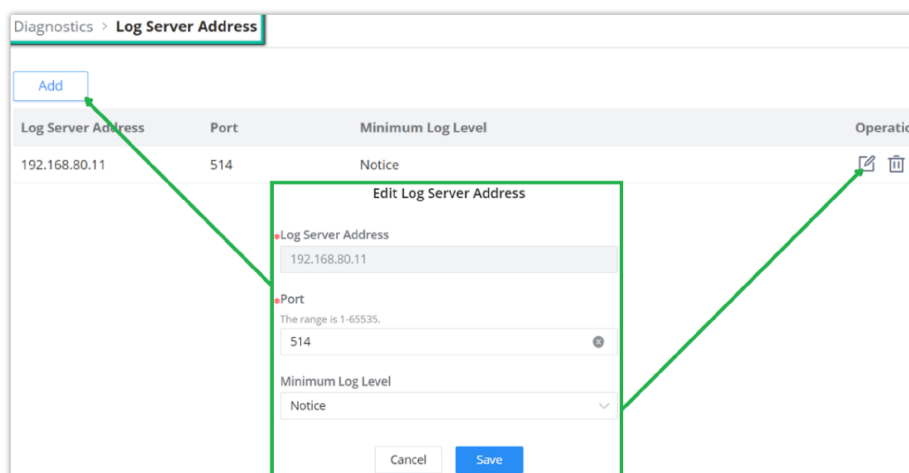 Diagnostics > Log Server Address
Add
Log Server Address Port Minimum Log Level Operatio
192.168.80.11 514 Notice
Edit Log Server Address
*Log Server Address
192.168.80.11
*Port
The range is 1-65535.
514
Minimum Log Level
Notice
Cancel Save